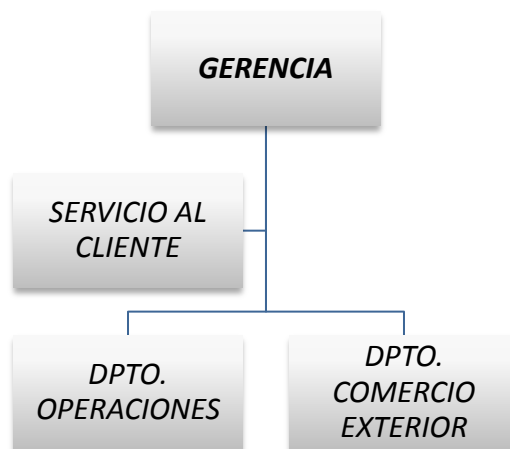 GERENCIA
SERVICIO AL
CLIENTE
DPTO.
OPERACIONES
DPTO.
COMERCIO
EXTERIOR